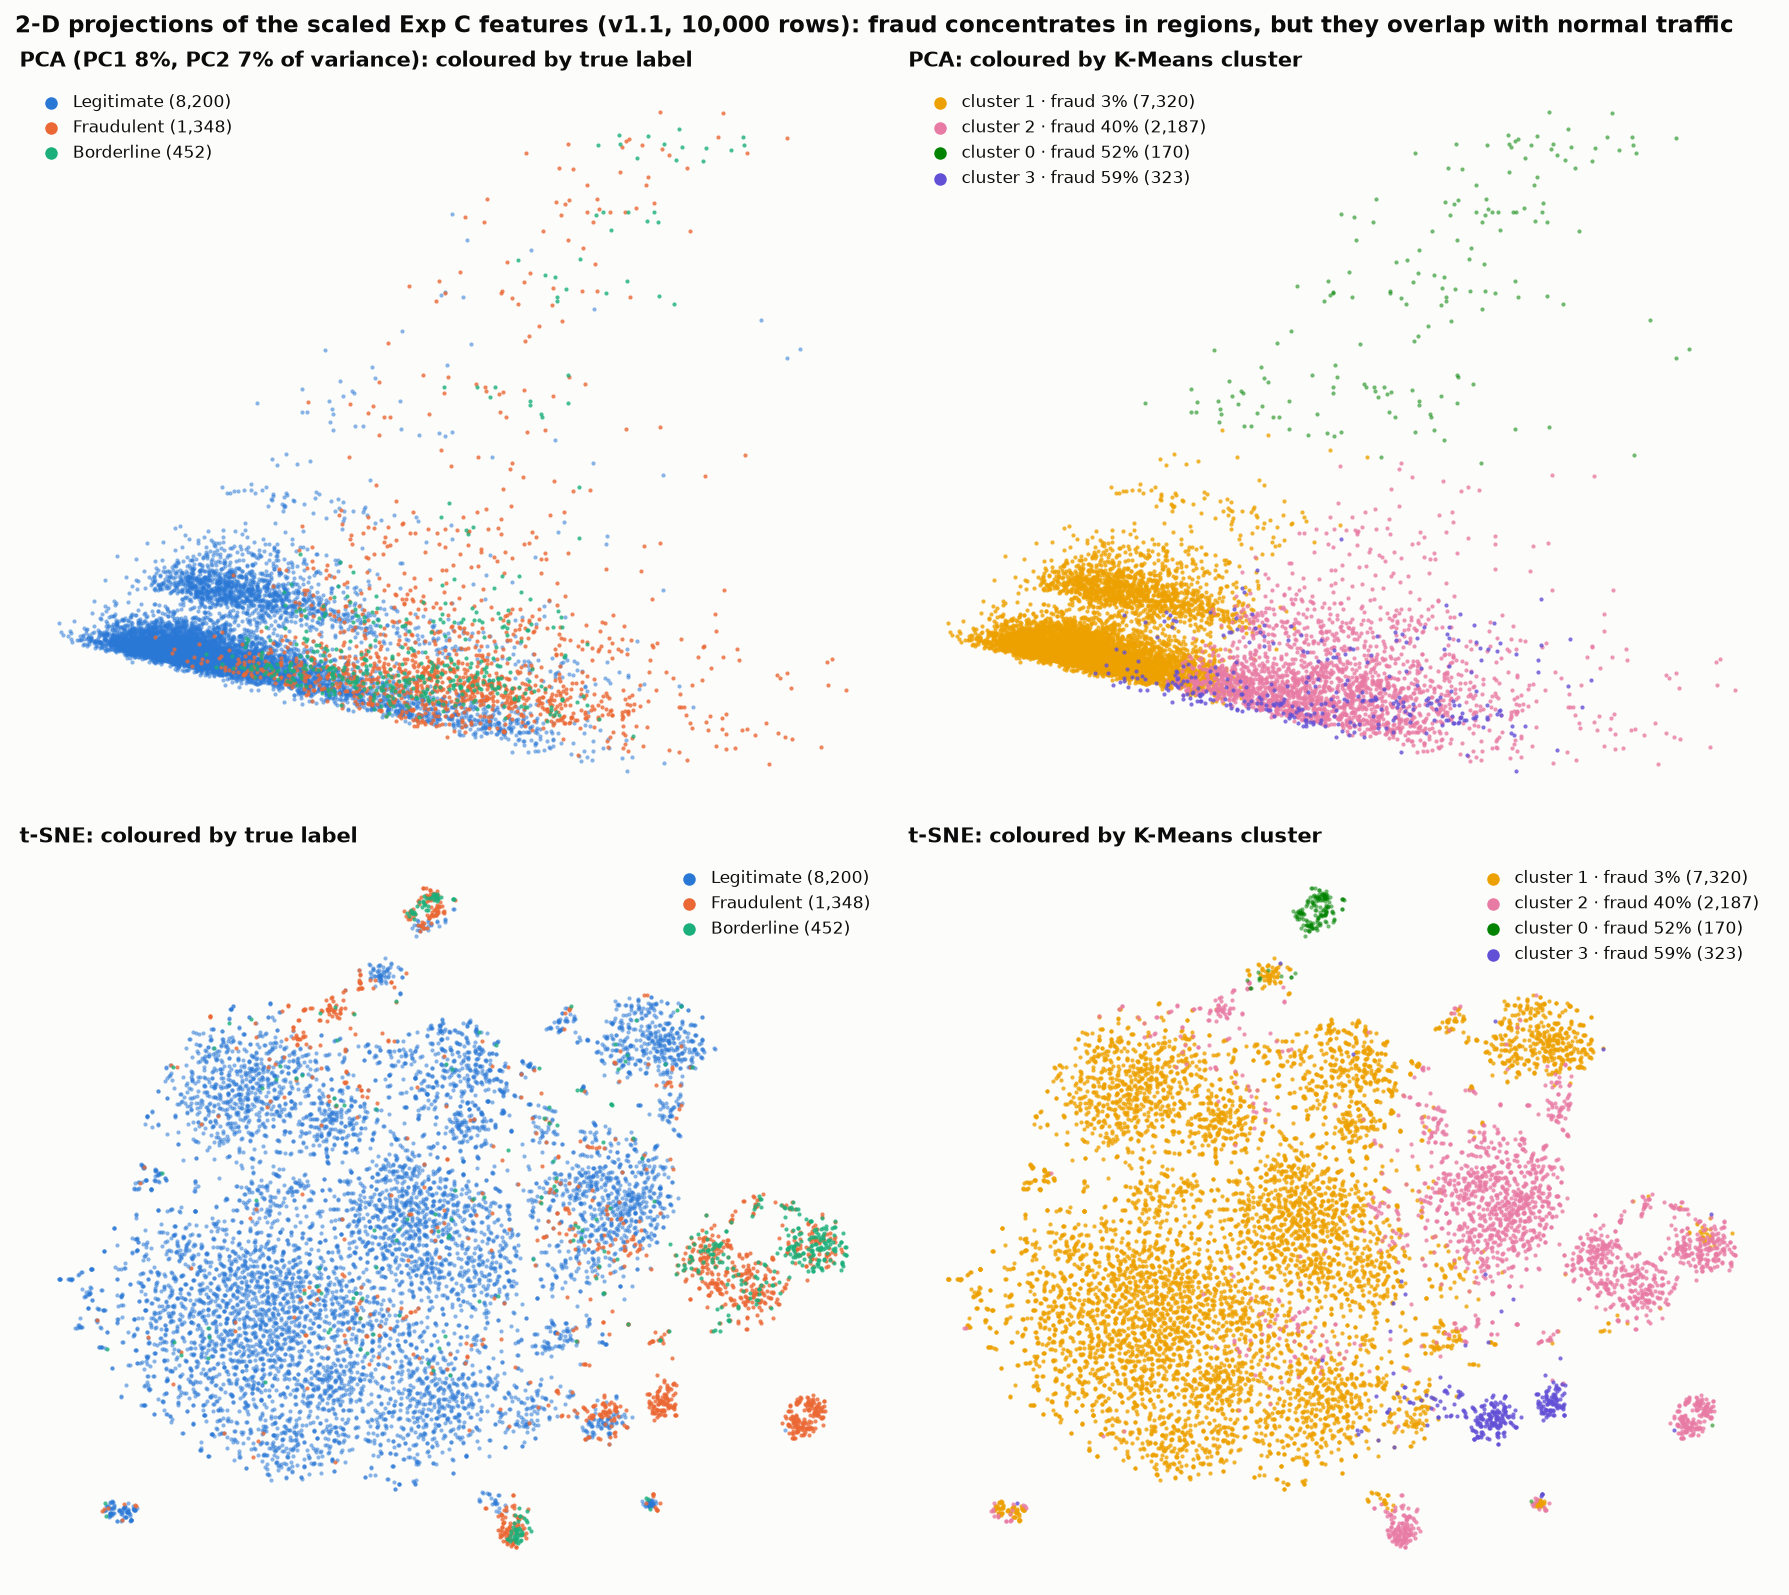 2-D projections of the scaled Exp C features (v1.1, 10,000 rows): fraud concentrates in regions, but they overlap with normal traffic
PCA (PC1 8%, PC2 7% of variance): coloured by true label
Legitimate (8,200)
Fraudulent (1,348)
Borderline (452)
PCA: coloured by K-Means cluster
cluster 1 · fraud 3% (7,320)
cluster 2 · fraud 40% (2,187)
cluster 0 · fraud 52% (170)
cluster 3 · fraud 59% (323)
t-SNE: coloured by true label
Legitimate (8,200)
Fraudulent (1,348)
Borderline (452)
t-SNE: coloured by K-Means cluster
cluster 1 · fraud 3% (7,320)
cluster 2 · fraud 40% (2,187)
cluster 0 · fraud 52% (170)
cluster 3 · fraud 59% (323)